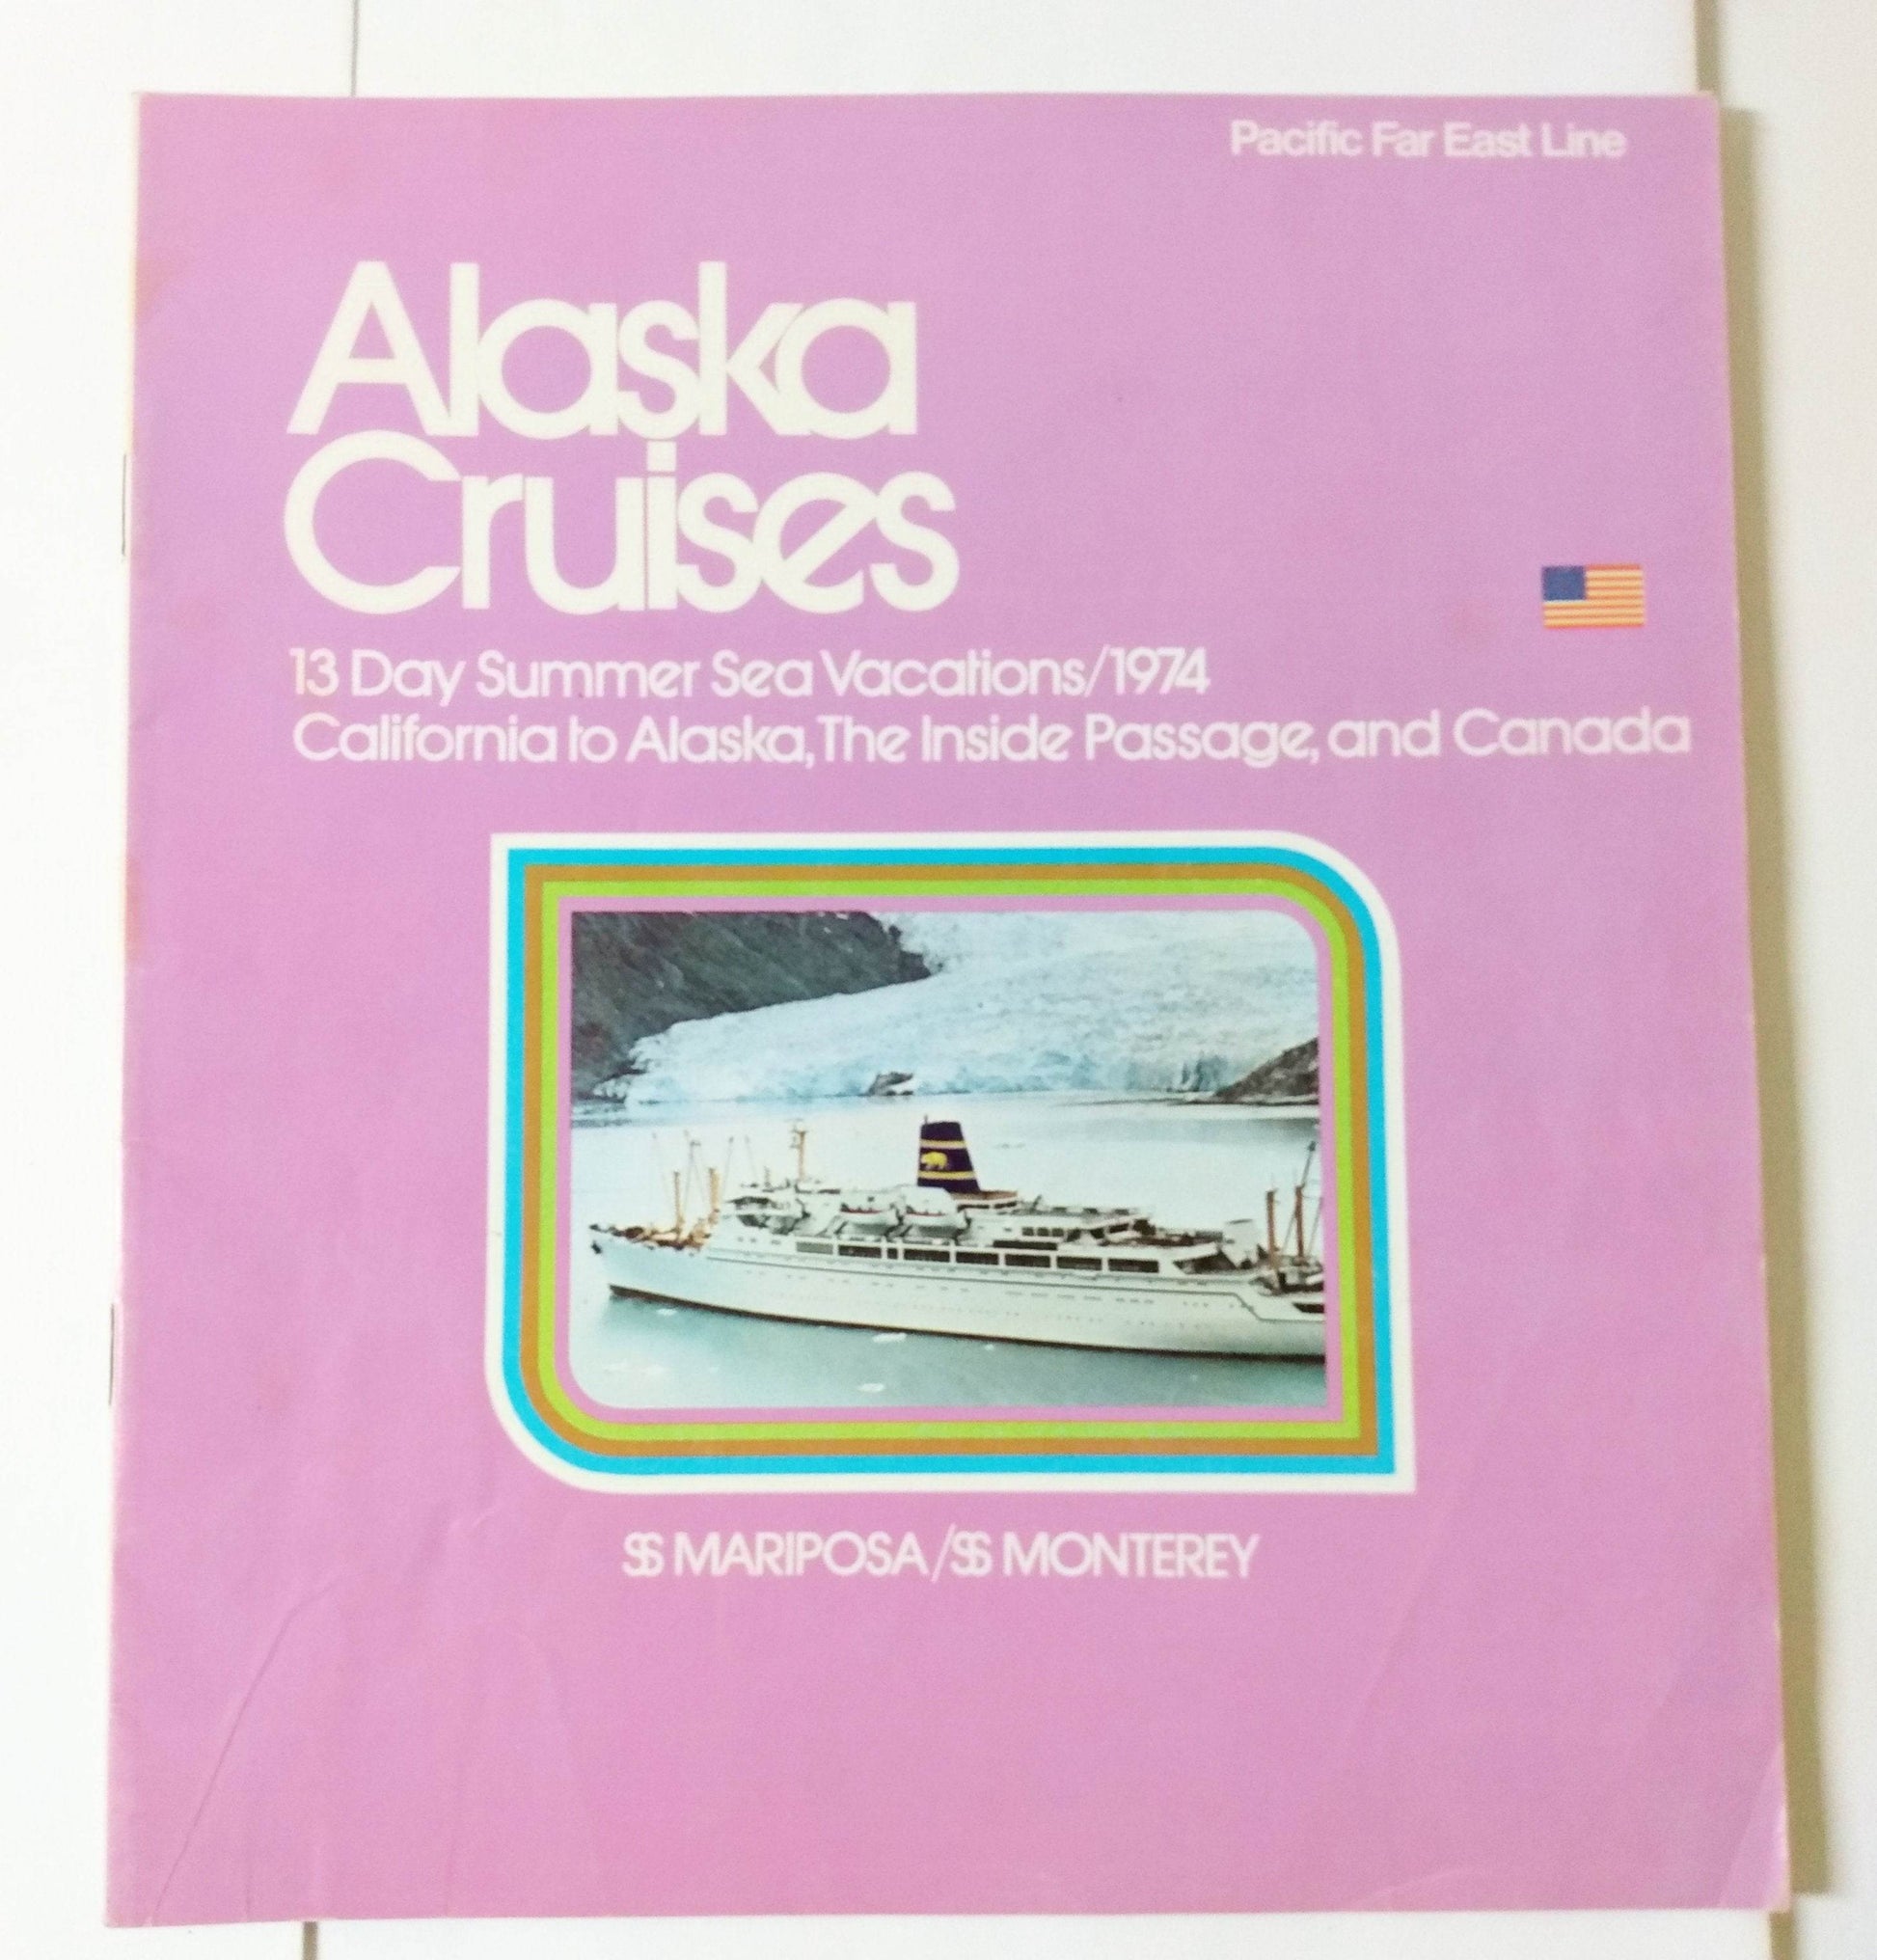 Pacific Far East Line
Alaska
Cruises
13 Day Summer Sea Vacations/1974
California to Alaska, The Inside Passage, and Canada
SS MARIPOSA/SS MONTEREY